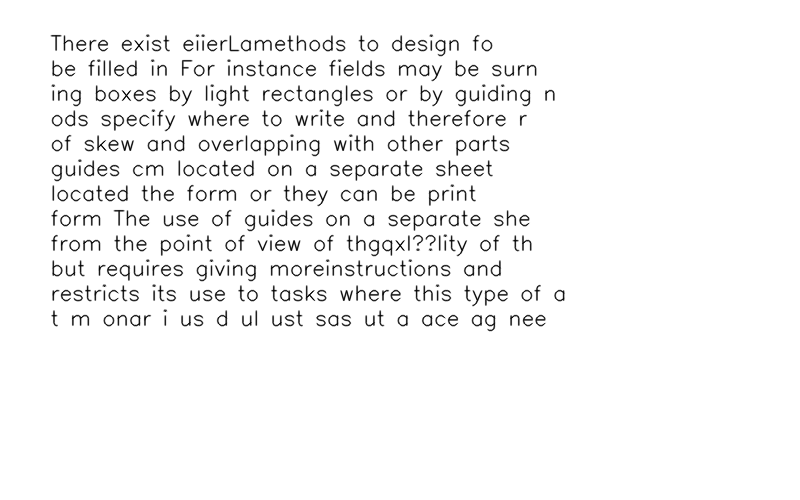 There exist eiierLamethods to design fo
be filled in For instance fields may be surn
ing boxes by light rectangles or by guiding n
ods specify where to write and therefore r
of skew and overlapping with other parts
guides cm located on a separate sheet
located the form or they can be print
form The use of guides on a separate she
from the point of view of thgqxl??lity of th
but requires giving moreinstructions and
restricts its use to tasks where this type of a
t m onar i us d ul ust sas ut a ace ag nee